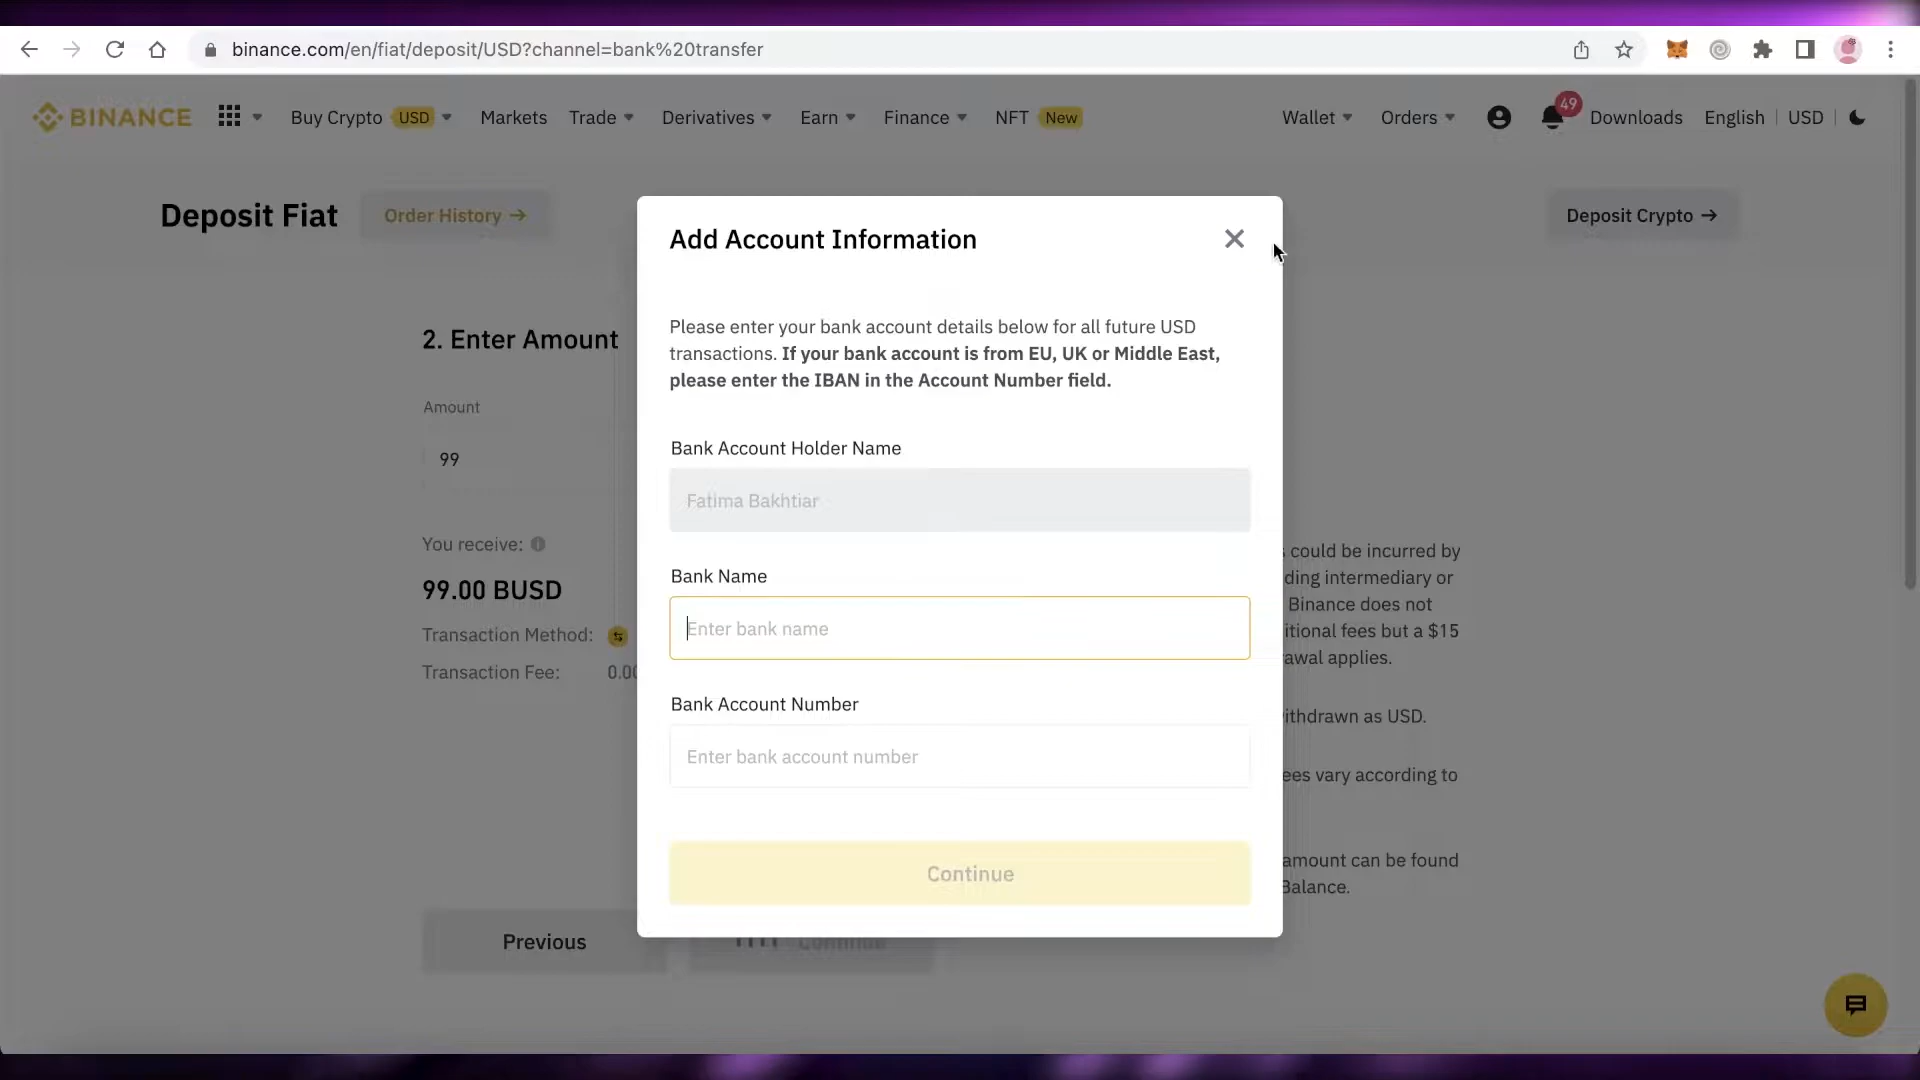 binance.com/en/fiat/deposit/USD?channel=bank%20transfer
BINANCE Buy Crypto USD Markets Trade Derivatives Earn Finance NFT New Wallet Orders 49 Downloads English USD
Deposit Fiat Order History → Deposit Crypto →
Add Account Information
2. Enter Amount
Please enter your bank account details below for all future USD
transactions. If your bank account is from EU, UK or Middle East,
please enter the IBAN in the Account Number field.
Amount
99
Bank Account Holder Name
Fatima Bakhtiar
You receive:
99.00 BUSD
Transaction Method:
Transaction Fee: 0.00
Bank Name
Enter bank name
Bank Account Number
Enter bank account number
Continue
could be incurred by
ding intermediary or
Binance does not
itional fees but a $15
awal applies.
ithdrawn as USD.
ees vary according to
amount can be found
Balance.
Previous
Continue